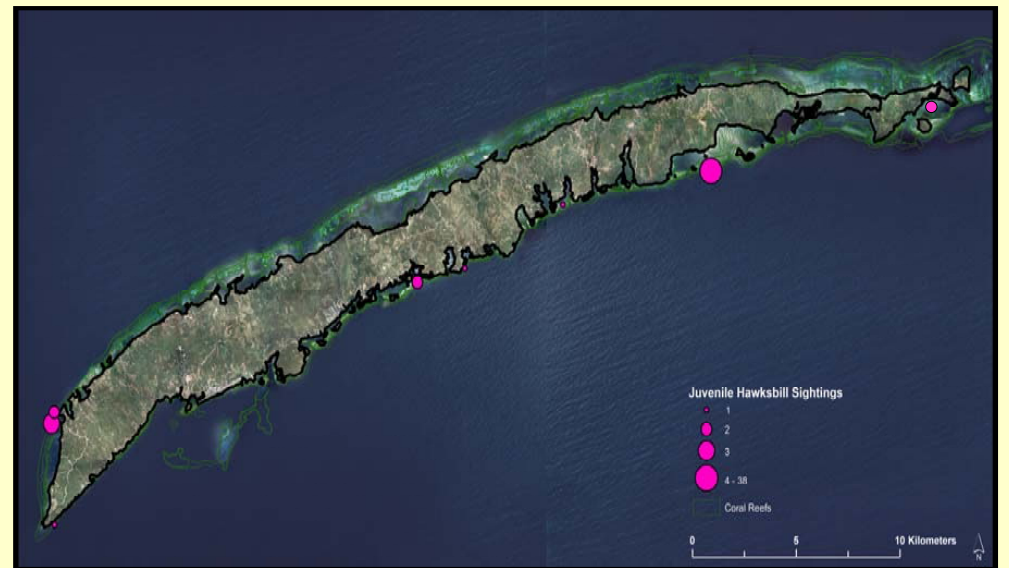 Juvenile Hawksbill Sightings
1
2
3
4 - 38
Coral Reefs
0 5 10 Kilometers
N